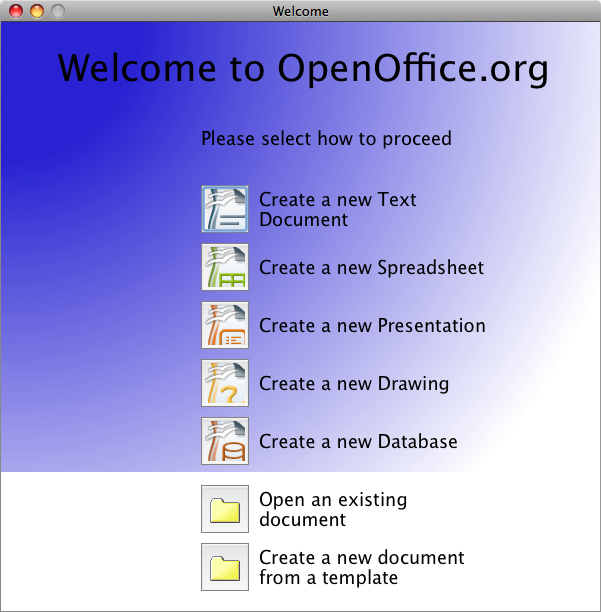 Welcome
Welcome to OpenOffice.org
Please select how to proceed
Create a new Text
Document
Create a new Spreadsheet
Create a new Presentation
Create a new Drawing
Create a new Database
Open an existing
document
Create a new document
from a template